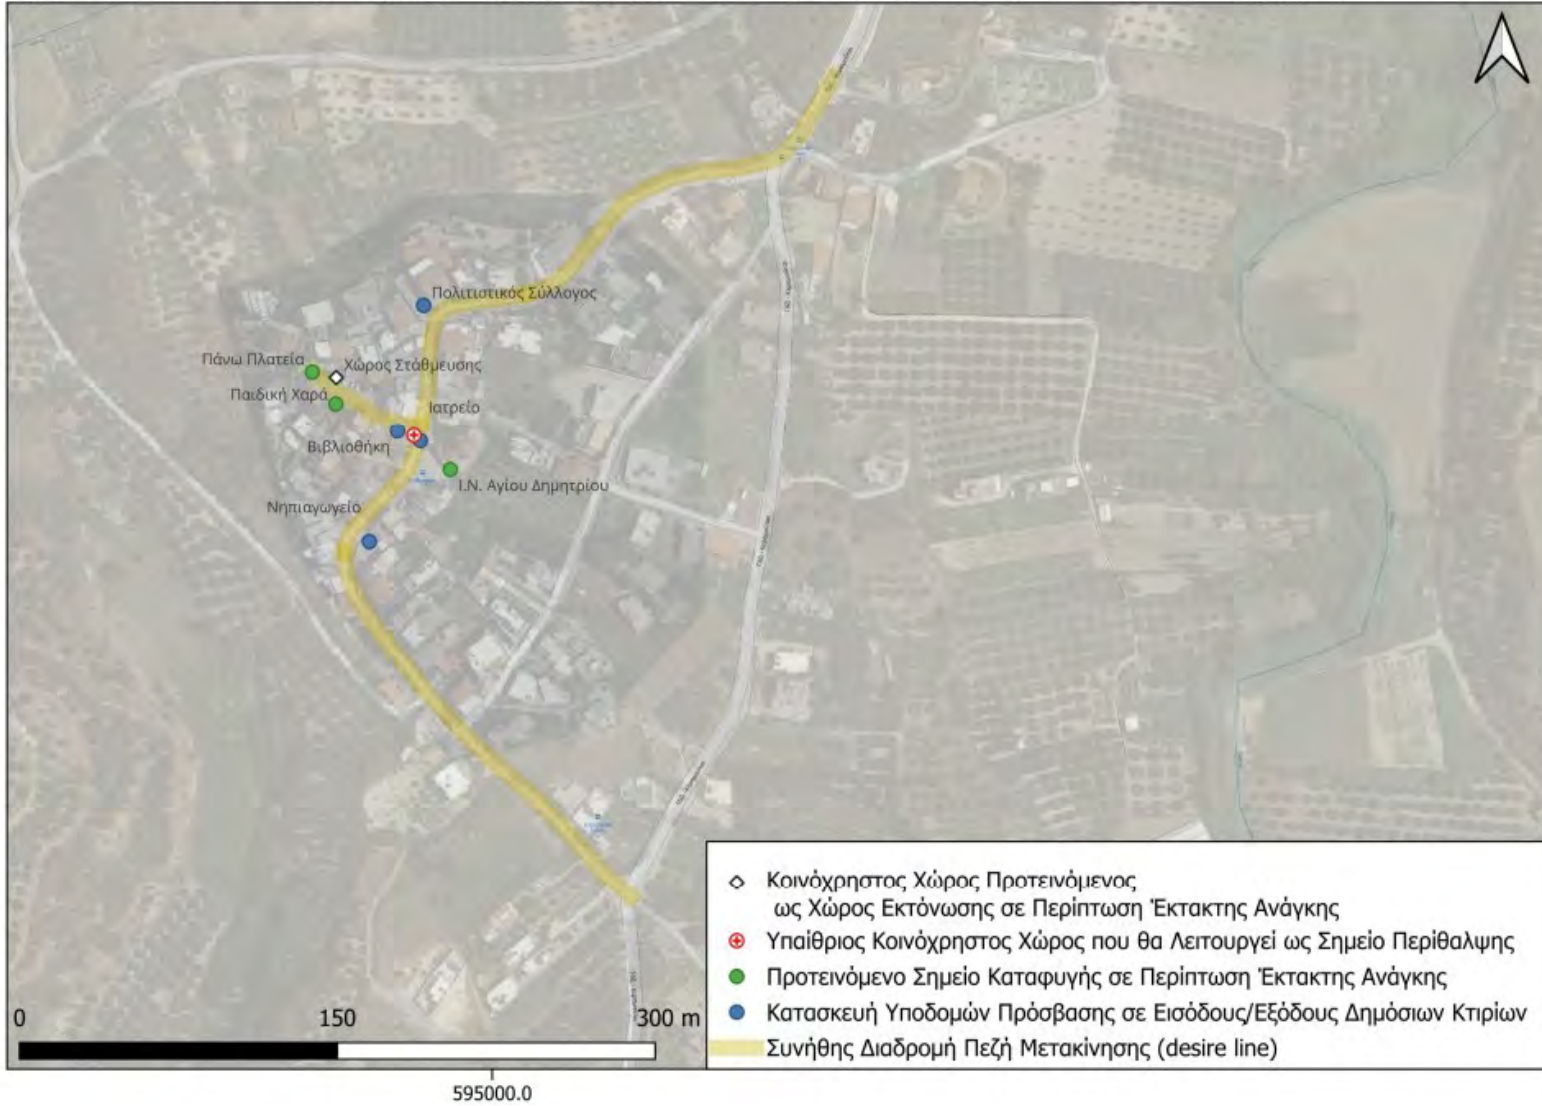 Πολιτιστικός Σύλλογος
Πάνω Πλατεία
Χώρος Στάθμευσης
Παιδική Χαρά
Ιατρείο
Βιβλιοθήκη
Ι.Ν. Αγίου Δημητρίου
Νηπιαγωγείο
Κοινόχρηστος Χώρος Προτεινόμενος
ως Χώρος Εκτόνωσης σε Περίπτωση Έκτακτης Ανάγκης
Υπαίθριος Κοινόχρηστος Χώρος που θα Λειτουργεί ως Σημείο Περίθαλψης
Προτεινόμενο Σημείο Καταφυγής σε Περίπτωση Έκτακτης Ανάγκης
Κατασκευή Υποδομών Πρόσβασης σε Εισόδους/Εξόδους Δημόσιων Κτιρίων
Συνήθης Διαδρομή Πεζή Μετακίνησης (desire line)
0 150 300 m
595000.0